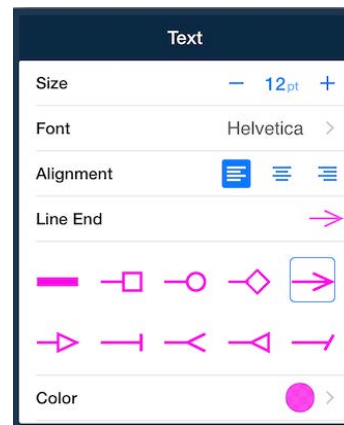 Text
Size 12pt
Font Helvetica
Alignment
Line End
Color